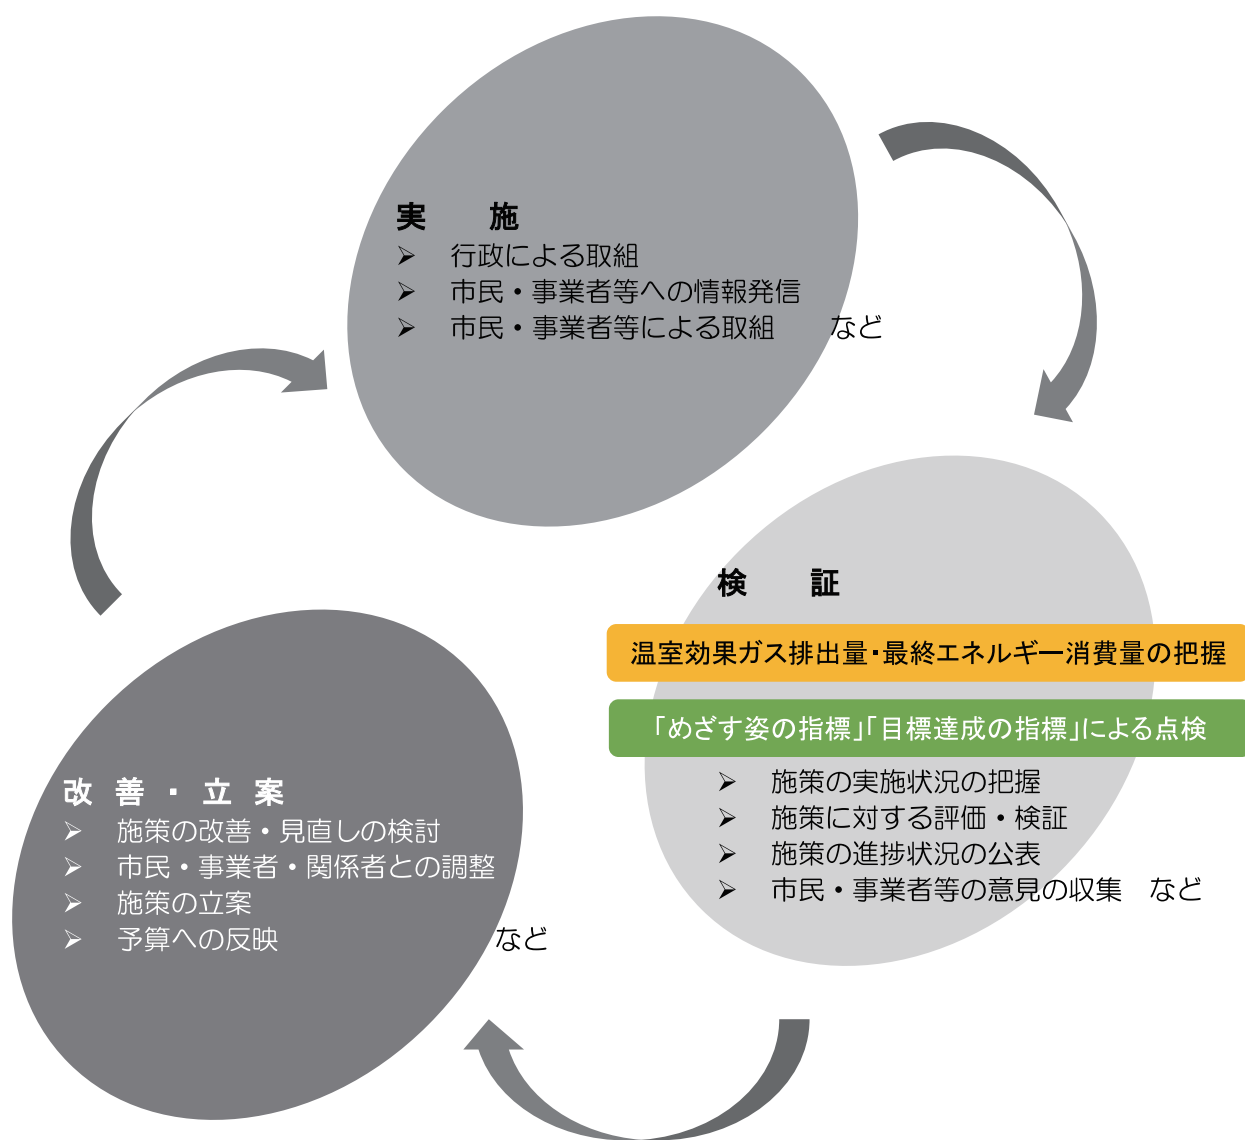 実　施
➢ 行政による取組
➢ 市民・事業者等への情報発信
➢ 市民・事業者等による取組　など
検　証
温室効果ガス排出量・最終エネルギー消費量の把握
「めざす姿の指標」「目標達成の指標」による点検
➢ 施策の実施状況の把握
➢ 施策に対する評価・検証
➢ 施策の進捗状況の公表
➢ 市民・事業者等の意見の収集　など
改善・立案
➢ 施策の改善・見直しの検討
➢ 市民・事業者・関係者との調整
➢ 施策の立案
➢ 予算への反映　など